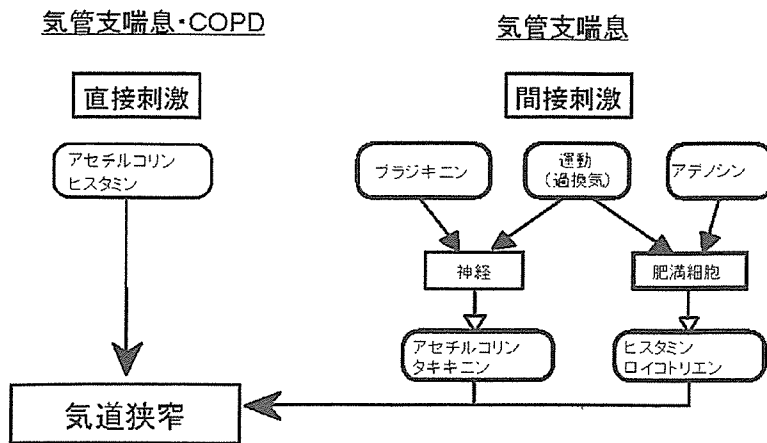 気管支喘息・COPD
気管支喘息
直接刺激
間接刺激
アセチルコリン
ヒスタミン
ブラジキニン
運動
(過換気)
アデノシン
神経
肥満細胞
アセチルコリン
タキキニン
ヒスタミン
ロイコトリエン
気道狭窄